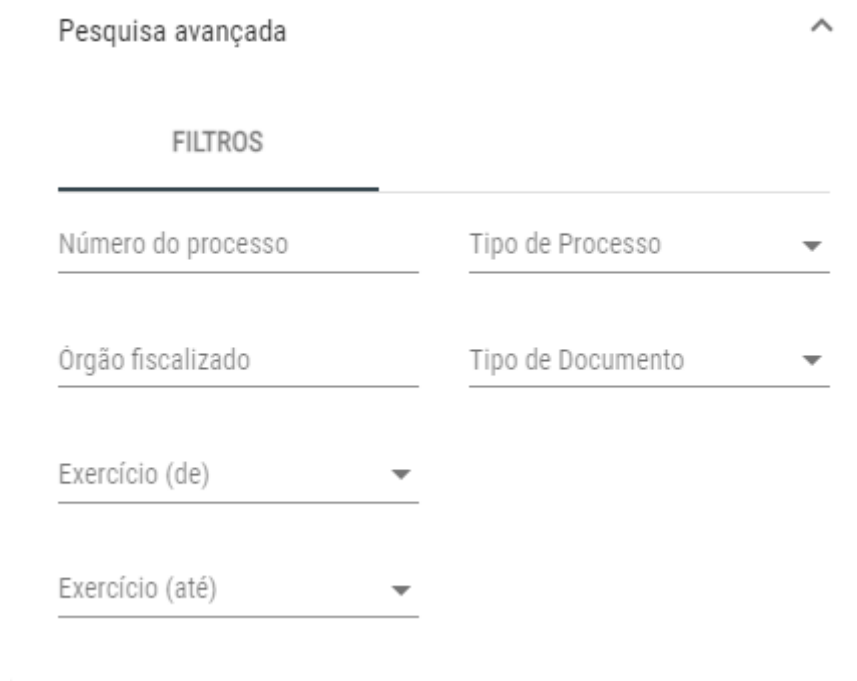 Pesquisa avançada
FILTROS
Número do processo
Tipo de Processo
Órgão fiscalizado
Tipo de Documento
Exercício (de)
Exercício (até)